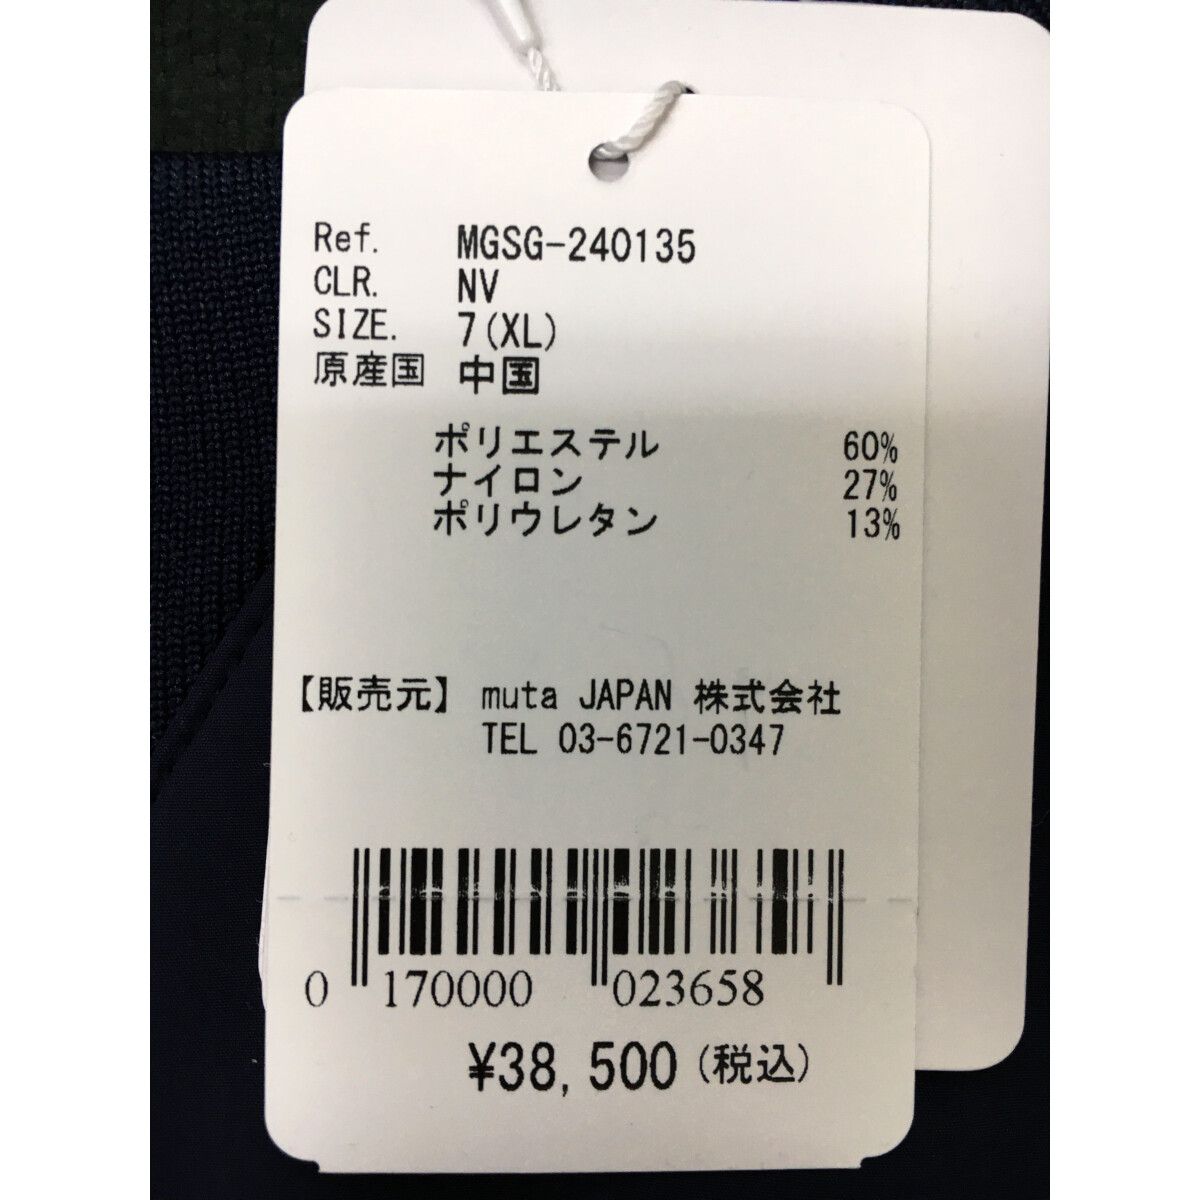 Ref. MGSG-240135
CLR. NV
SIZE. 7(XL)
原産国 中国
ポリエステル 60%
ナイロン 27%
ポリウレタン 13%
【販売元】 muta JAPAN 株式会社
TEL 03-6721-0347
0 170000 023658
¥38,500(税込)